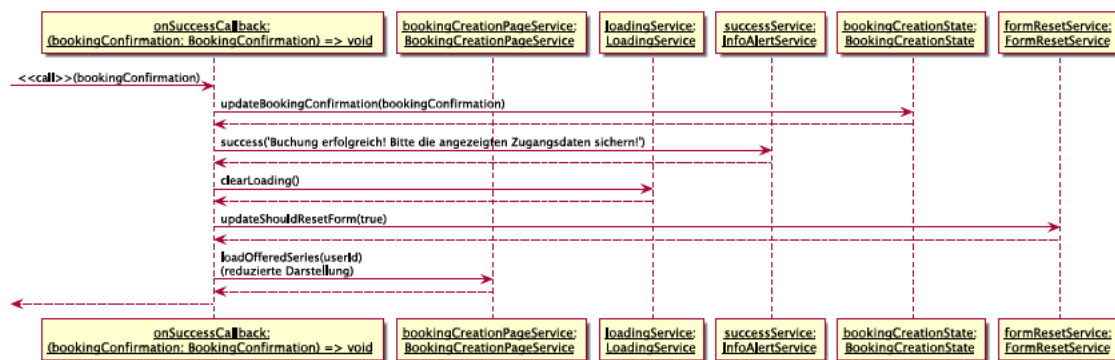 onSuccessCallback:
(bookingConfirmation: BookingConfirmation) => void
bookingCreationPageService:
BookingCreationPageService
loadingService:
LoadingService
successService:
InfoAlertService
bookingCreationState:
BookingCreationState
formResetService:
FormResetService
<<call>>(bookingConfirmation)
updateBookingConfirmation(bookingConfirmation)
success('Buchung erfolgreich! Bitte die angezeigten Zugangsdaten sichern!')
clearLoading()
updateShouldResetForm(true)
loadOfferedSeries(userId)
(reduzierte Darstellung)
onSuccessCallback:
(bookingConfirmation: BookingConfirmation) => void
bookingCreationPageService:
BookingCreationPageService
loadingService:
LoadingService
successService:
InfoAlertService
bookingCreationState:
BookingCreationState
formResetService:
FormResetService